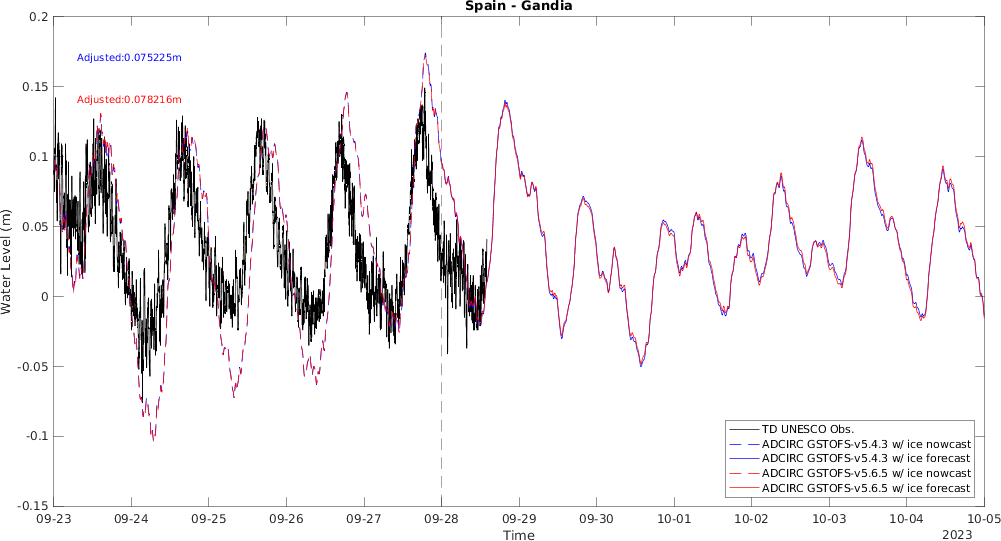 Spain - Gandia
Adjusted:0.075225m
Adjusted:0.078216m
Water Level (m)
0.2
0.15
0.1
0.05
0
-0.05
-0.1
-0.15
TD UNESCO Obs.
ADCIRC GSTOFS-v5.4.3 w/ ice nowcast
ADCIRC GSTOFS-v5.4.3 w/ ice forecast
ADCIRC GSTOFS-v5.6.5 w/ ice nowcast
ADCIRC GSTOFS-v5.6.5 w/ ice forecast
09-23 09-24 09-25 09-26 09-27 09-28 09-29 09-30 10-01 10-02 10-03 10-04 10-05
Time
2023